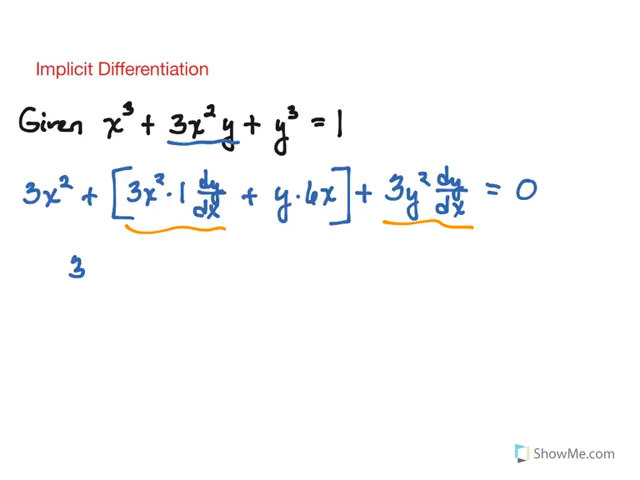 Implicit Differentiation
Given x³ + 3x²y + y³ = 1
3x² + [3x² · 1 dy/dx + y · 6x] + 3y² dy/dx = 0
3
ShowMe.com